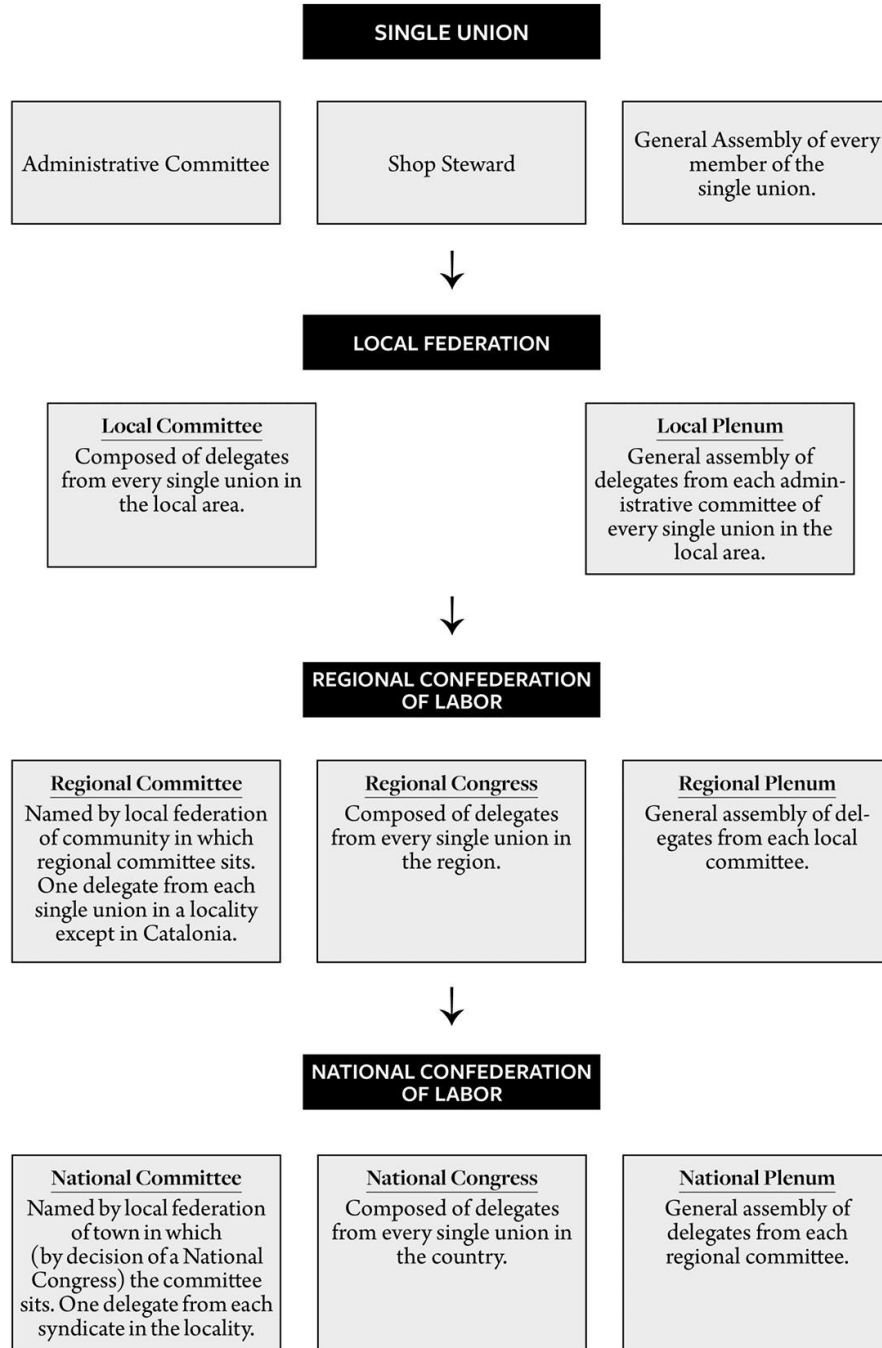 SINGLE UNION
Administrative Committee
Shop Steward
General Assembly of every
member of the
single union.
LOCAL FEDERATION
Local Committee
Composed of delegates
from every single union in
the local area.
Local Plenum
General assembly of
delegates from each admin-
istrative committee of
every single union in the
local area.
REGIONAL CONFEDERATION
OF LABOR
Regional Committee
Named by local federation
of community in which
regional committee sits.
One delegate from each
single union in a locality
except in Catalonia.
Regional Congress
Composed of delegates
from every single union in
the region.
Regional Plenum
General assembly of del-
egates from each local
committee.
NATIONAL CONFEDERATION
OF LABOR
National Committee
Named by local federation
of town in which
(by decision of a National
Congress) the committee
sits. One delegate from each
syndicate in the locality.
National Congress
Composed of delegates
from every single union in
the country.
National Plenum
General assembly of
delegates from each
regional committee.